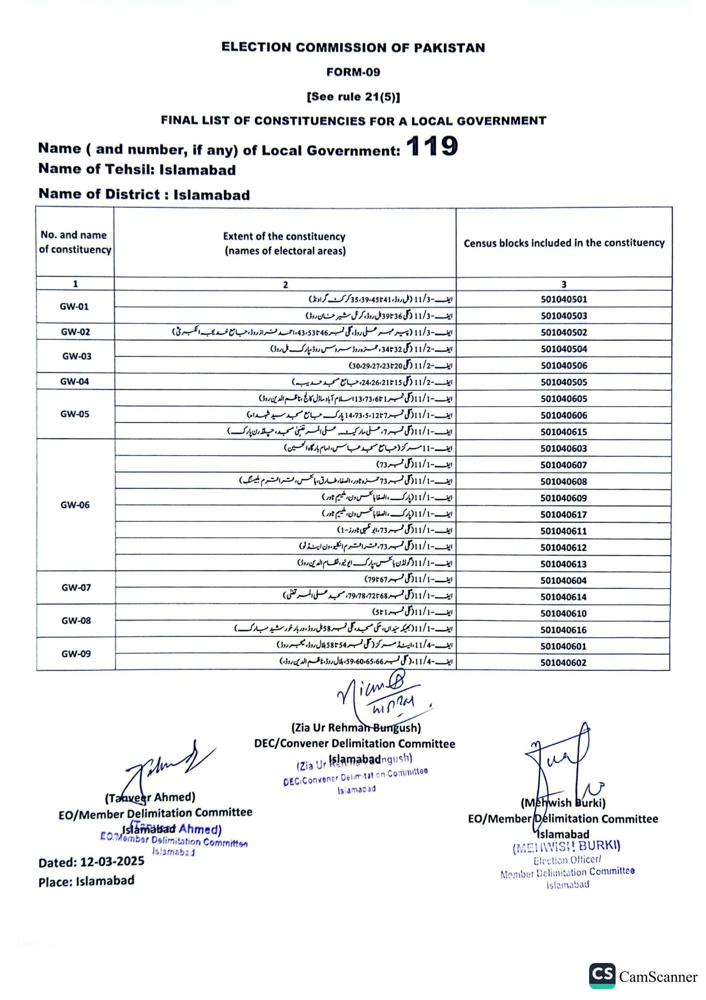 ELECTION COMMISSION OF PAKISTAN
FORM-09
[See rule 21(5)]
FINAL LIST OF CONSTITUENCIES FOR A LOCAL GOVERNMENT
Name ( and number, if any) of Local Government: 119
Name of Tehsil: Islamabad
Name of District : Islamabad
No. and name of constituency Extent of the constituency (names of electoral areas) Census blocks included in the constituency
1 2 3
GW-01 ایف-11/3 (مل روڈ، 41تا45،39،35 کرکٹ گراونڈ) 501040501
ایف-11/3 (گلی 36تا39 مل روڈ، کرنل شیر خان روڈ) 501040503
GW-02 ایف-11/3 (پیر مہر علی روڈ، گلی نمبر 46تا43،53، احمد فراز روڈ، جامع خدیجہ الکبریٰ) 501040502
GW-03 ایف-11/2 (گلی 32تا34، حمزہ روڈ سروس روڈ، پارک مل روڈ) 501040504
ایف-11/2 (گلی 20تا23،27،29،30) 501040506
GW-04 ایف-11/2 (گلی 15تا21،26،24، جامع مسجد حدیبیہ) 501040505
GW-05 ایف-11/1 (گلی نمبر 1تا6،73،13 اسلام آباد ماڈل کالج، ناظم الدین روڈ) 501040605
ایف-11/1 (گلی نمبر 7تا12،5،73،14 پارک جامع مسجد سید شہداء) 501040606
ایف-11/1 (گلی نمبر 7، علی مارکیٹ، علی المرتضیٰ مسجد، چلڈرن پارک) 501040615
GW-06 ایف-11 مرکز (جامع مسجد عباس، امام بارگاہ الحسین) 501040603
ایف-11/1 (گلی نمبر 73) 501040607
ایف-11/1 (گلی نمبر 73 حمزہ ٹاور، الصفا، طارق، ہائٹس، قراقرم بلڈنگ) 501040608
ایف-11/1 (پارک، الصفا ہائٹس ون، ٹاور) 501040609
ایف-11/1 (پارک، الصفا ہائٹس ون، ٹاور) 501040617
ایف-11/1 (گلی نمبر 73، ابو ظہبی ٹاورز-1) 501040611
ایف-11/1 (گلی نمبر 73، قراقرم انکلیو، ون اینڈ ٹو) 501040612
ایف-11/1 (گولڈن ہائٹس، پارک ایونیو، نظام الدین روڈ) 501040613
GW-07 ایف-11/1 (گلی نمبر 67تا79) 501040604
ایف-11/1 (گلی نمبر 68تا72،78،79، مسجد علی المرتضیٰ) 501040614
GW-08 ایف-11/1 (گلی نمبر 1تا5) 501040610
ایف-11/1 (بھیکہ سیّداں، مکی مسجد، گلی نمبر 58 مل روڈ، دربار خورشید مبارک) 501040616
GW-09 ایف-11/4، اینڈ مرکز (گلی نمبر 54تا58 ہلال روڈ، میجر روڈ) 501040601
ایف-11/4، (گلی نمبر 66،65،60،59، ہلال روڈ، ناظم الدین روڈ،) 501040602
(Zia Ur Rehman Bungush)
DEC/Convener Delimitation Committee
Islamabad
(Zia Ur Rehman Bungush)
DEC/Convener Delimitation Committee
Islamabad
(Tanveer Ahmed)
EO/Member Delimitation Committee
Islamabad
(Tanveer Ahmed)
EO/Member Delimitation Committee
Islamabad
(Mehwish Burki)
EO/Member Delimitation Committee
Islamabad
(MEHWISH BURKI)
Election Officer/
Member Delimitation Committee
Islamabad
Dated: 12-03-2025
Place: Islamabad
CS CamScanner